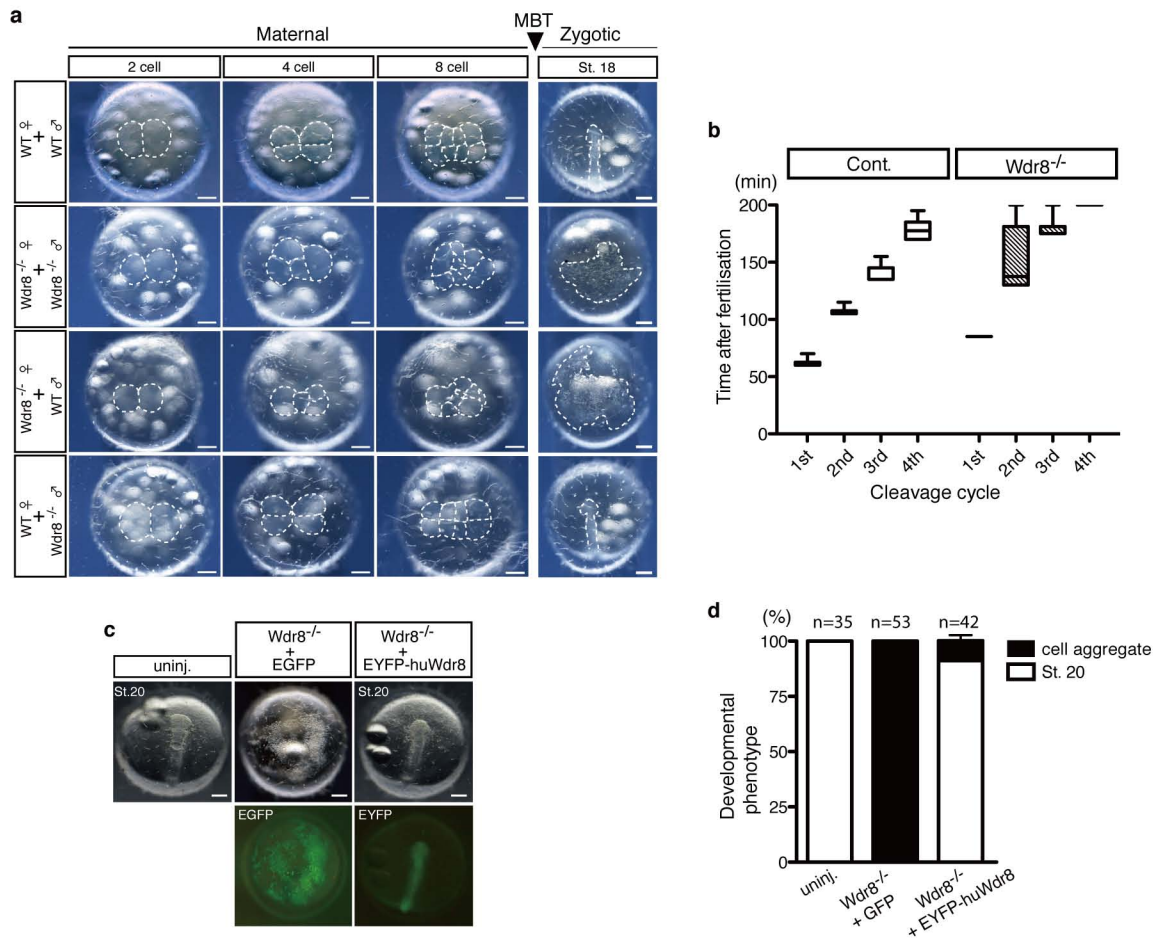 a
Maternal
MBT
Zygotic
2 cell
4 cell
8 cell
St. 18
WT ♀
+
WT ♂
Wdr8 -/- ♀
+
Wdr8 -/- ♂
Wdr8 -/- ♀
+
WT ♂
WT ♀
+
Wdr8 -/- ♂
b
Cont.
Wdr8-/-
(min)
200
150
100
50
0
Time after fertilisation
1st
2nd
3rd
4th
1st
2nd
3rd
4th
Cleavage cycle
c
uninj.
Wdr8-/-
+
EGFP
Wdr8-/-
+
EYFP-huWdr8
St.20
St.20
EGFP
EYFP
d
(%)
n=35
n=53
n=42
100
75
50
25
0
Developmental
phenotype
cell aggregate
St. 20
uninj.
Wdr8-/-
+ GFP
Wdr8-/-
+ EYFP-huWdr8